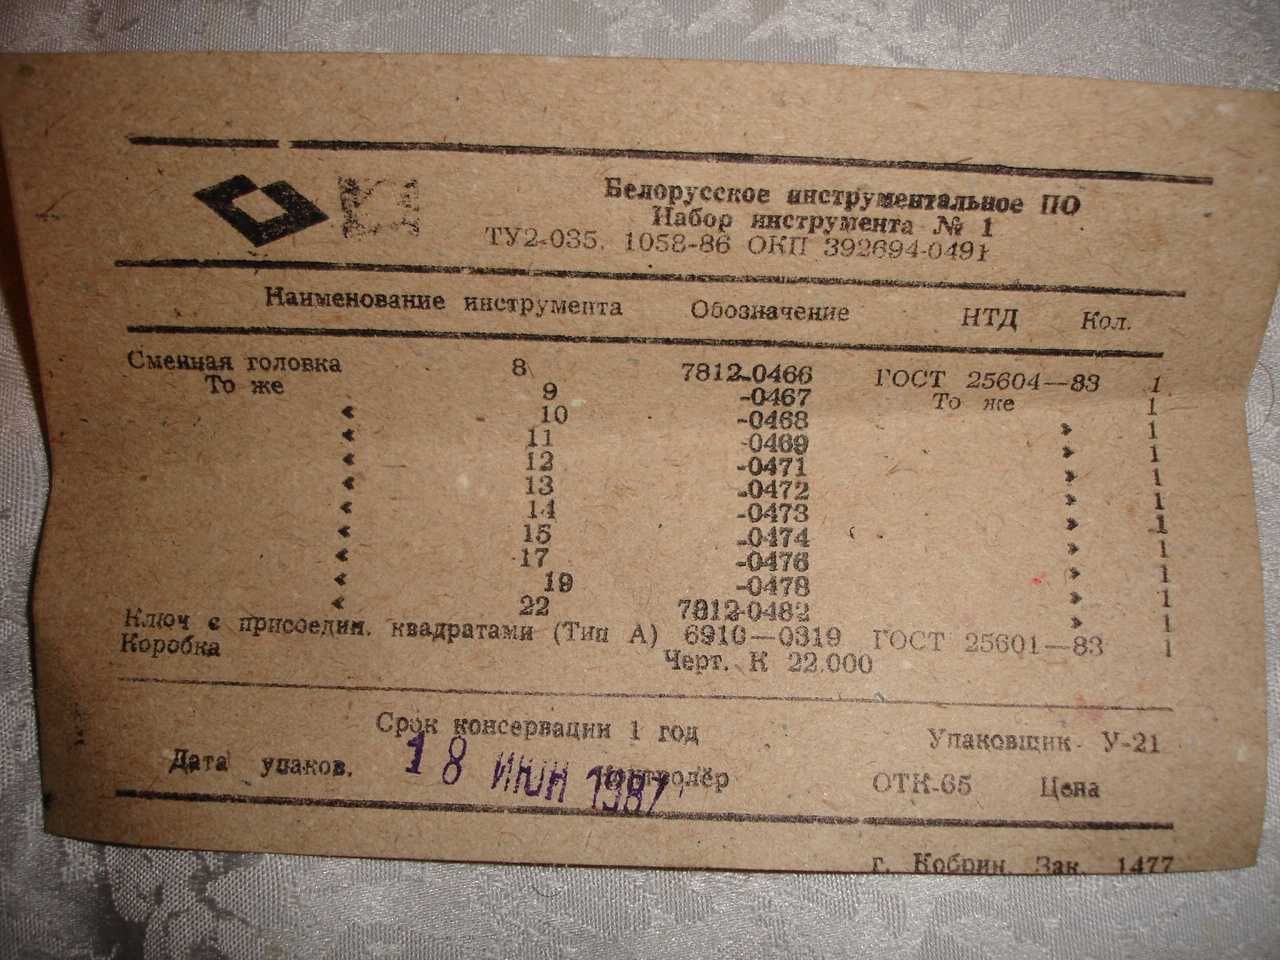 Белорусское инструментальное ПО
Набор инструмента № 1
ТУ2-035. 1058-86 ОКП 392694-0491
Наименование инструмента Обозначение НТД Кол.
Сменная головка 8 7812-0466 ГОСТ 25604—83 1
То же 9 -0467 То же 1
« 10 -0468 » 1
« 11 -0469 » 1
« 12 -0471 » 1
« 13 -0472 » 1
« 14 -0473 » 1
« 15 -0474 » 1
« 17 -0476 » 1
« 19 -0478 » 1
« 22 7812-0482 » 1
Ключ с присоедин. квадратами (Тип А) 6910—0319 ГОСТ 25601—83 1
Коробка Черт. К 22.000
Срок консервации 1 год Упаковщик У-21
Дата упаков. 18 ИЮН 1987 Контролёр ОТК-65 Цена
г. Кобрин. Зак. 1477